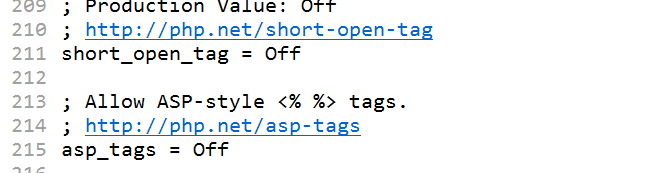 209 ; Production Value: Off
210 ; http://php.net/short-open-tag
211 short_open_tag = Off
212
213 ; Allow ASP-style <% %> tags.
214 ; http://php.net/asp-tags
215 asp_tags = Off
216